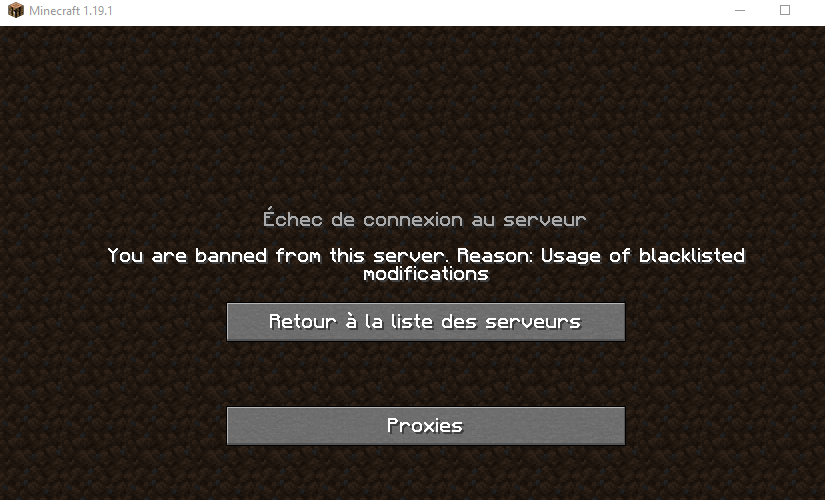 Minecraft 1.19.1
Échec de connexion au serveur
You are banned from this server. Reason: Usage of blacklisted
modifications
Retour à la liste des serveurs
Proxies